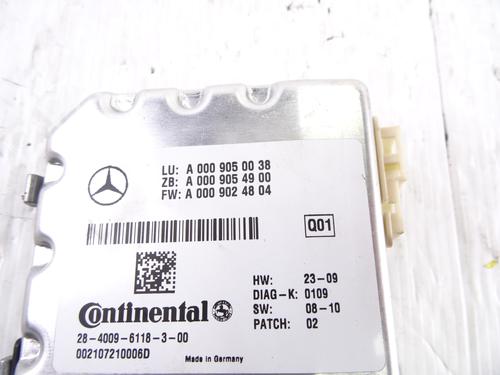 LU: A 000 905 00 38
ZB: A 000 905 49 00
FW: A 000 902 48 04
Q01
HW: 23-09
DIAG-K: 0109
SW: 08-10
PATCH: 02
Continental
28-4009-6118-3-00
002107210006D
Made in Germany